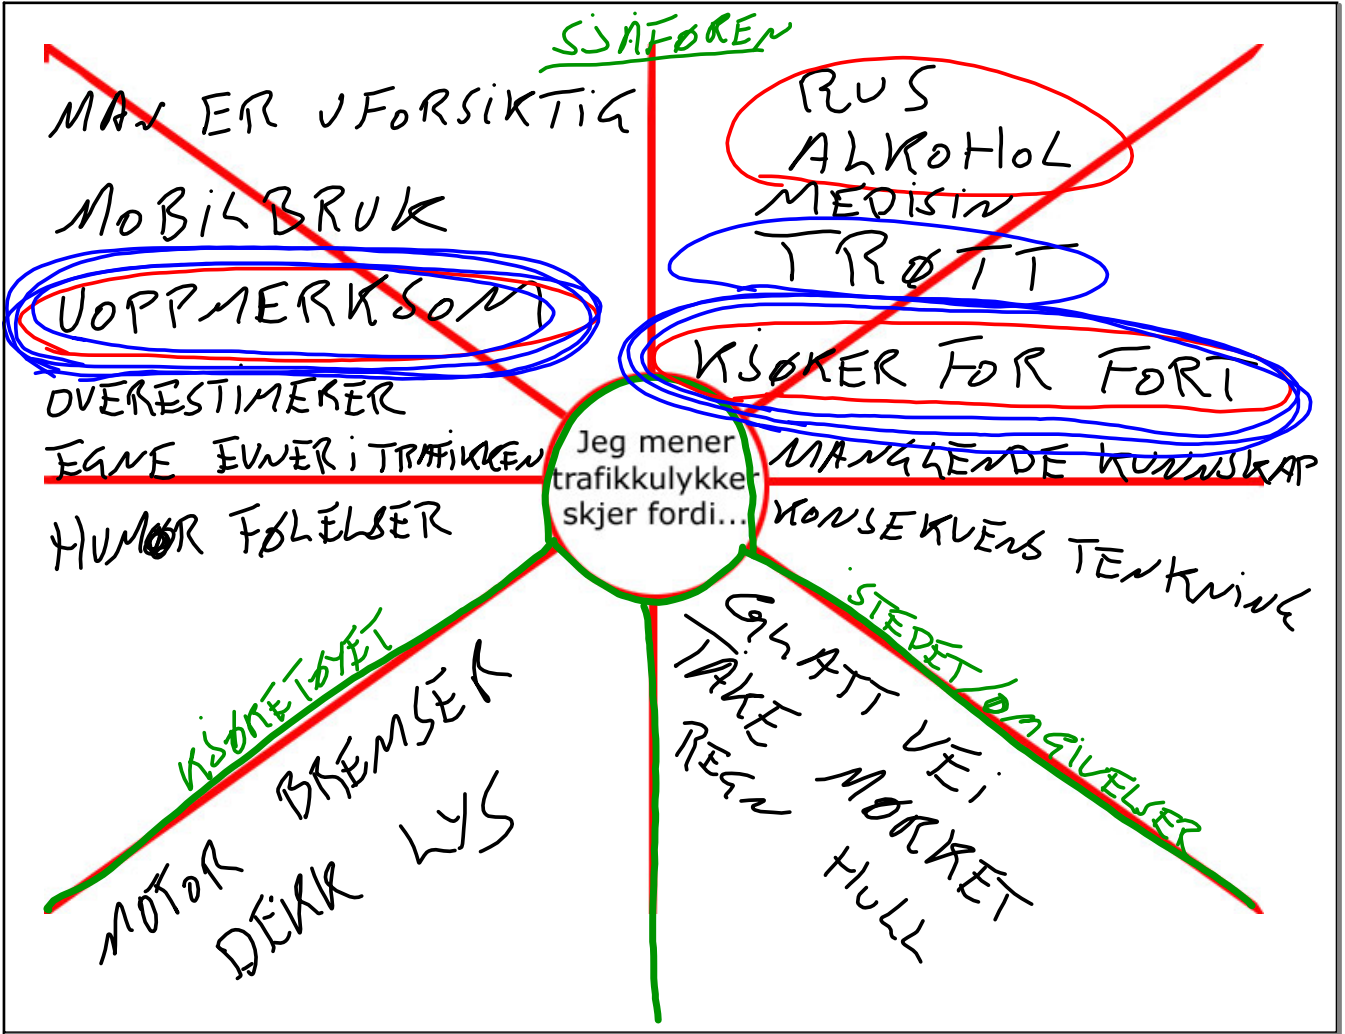 SJÅFØREN
MAN ER UFORSiKTiG
MOBiLBRUK
UOPPMERKSOM
OVERESTIMERER
EGNE EVNER i TRAFiKKEN
HUMØR FØLELSER
RUS
ALKOHOL
MEDiSiN
TRØTT
KJØRER FOR FORT
MANGLENDE KUNNSKAP
KONSEKVENS TENKNiNG
Jeg mener
trafikkulykker
skjer fordi...
KJØRETØYET
MOTOR BREMSER
DEKK LYS
STEDET/OMGiVELSER
GLATT VEi
TÅKE MØRKET
REGN HULL